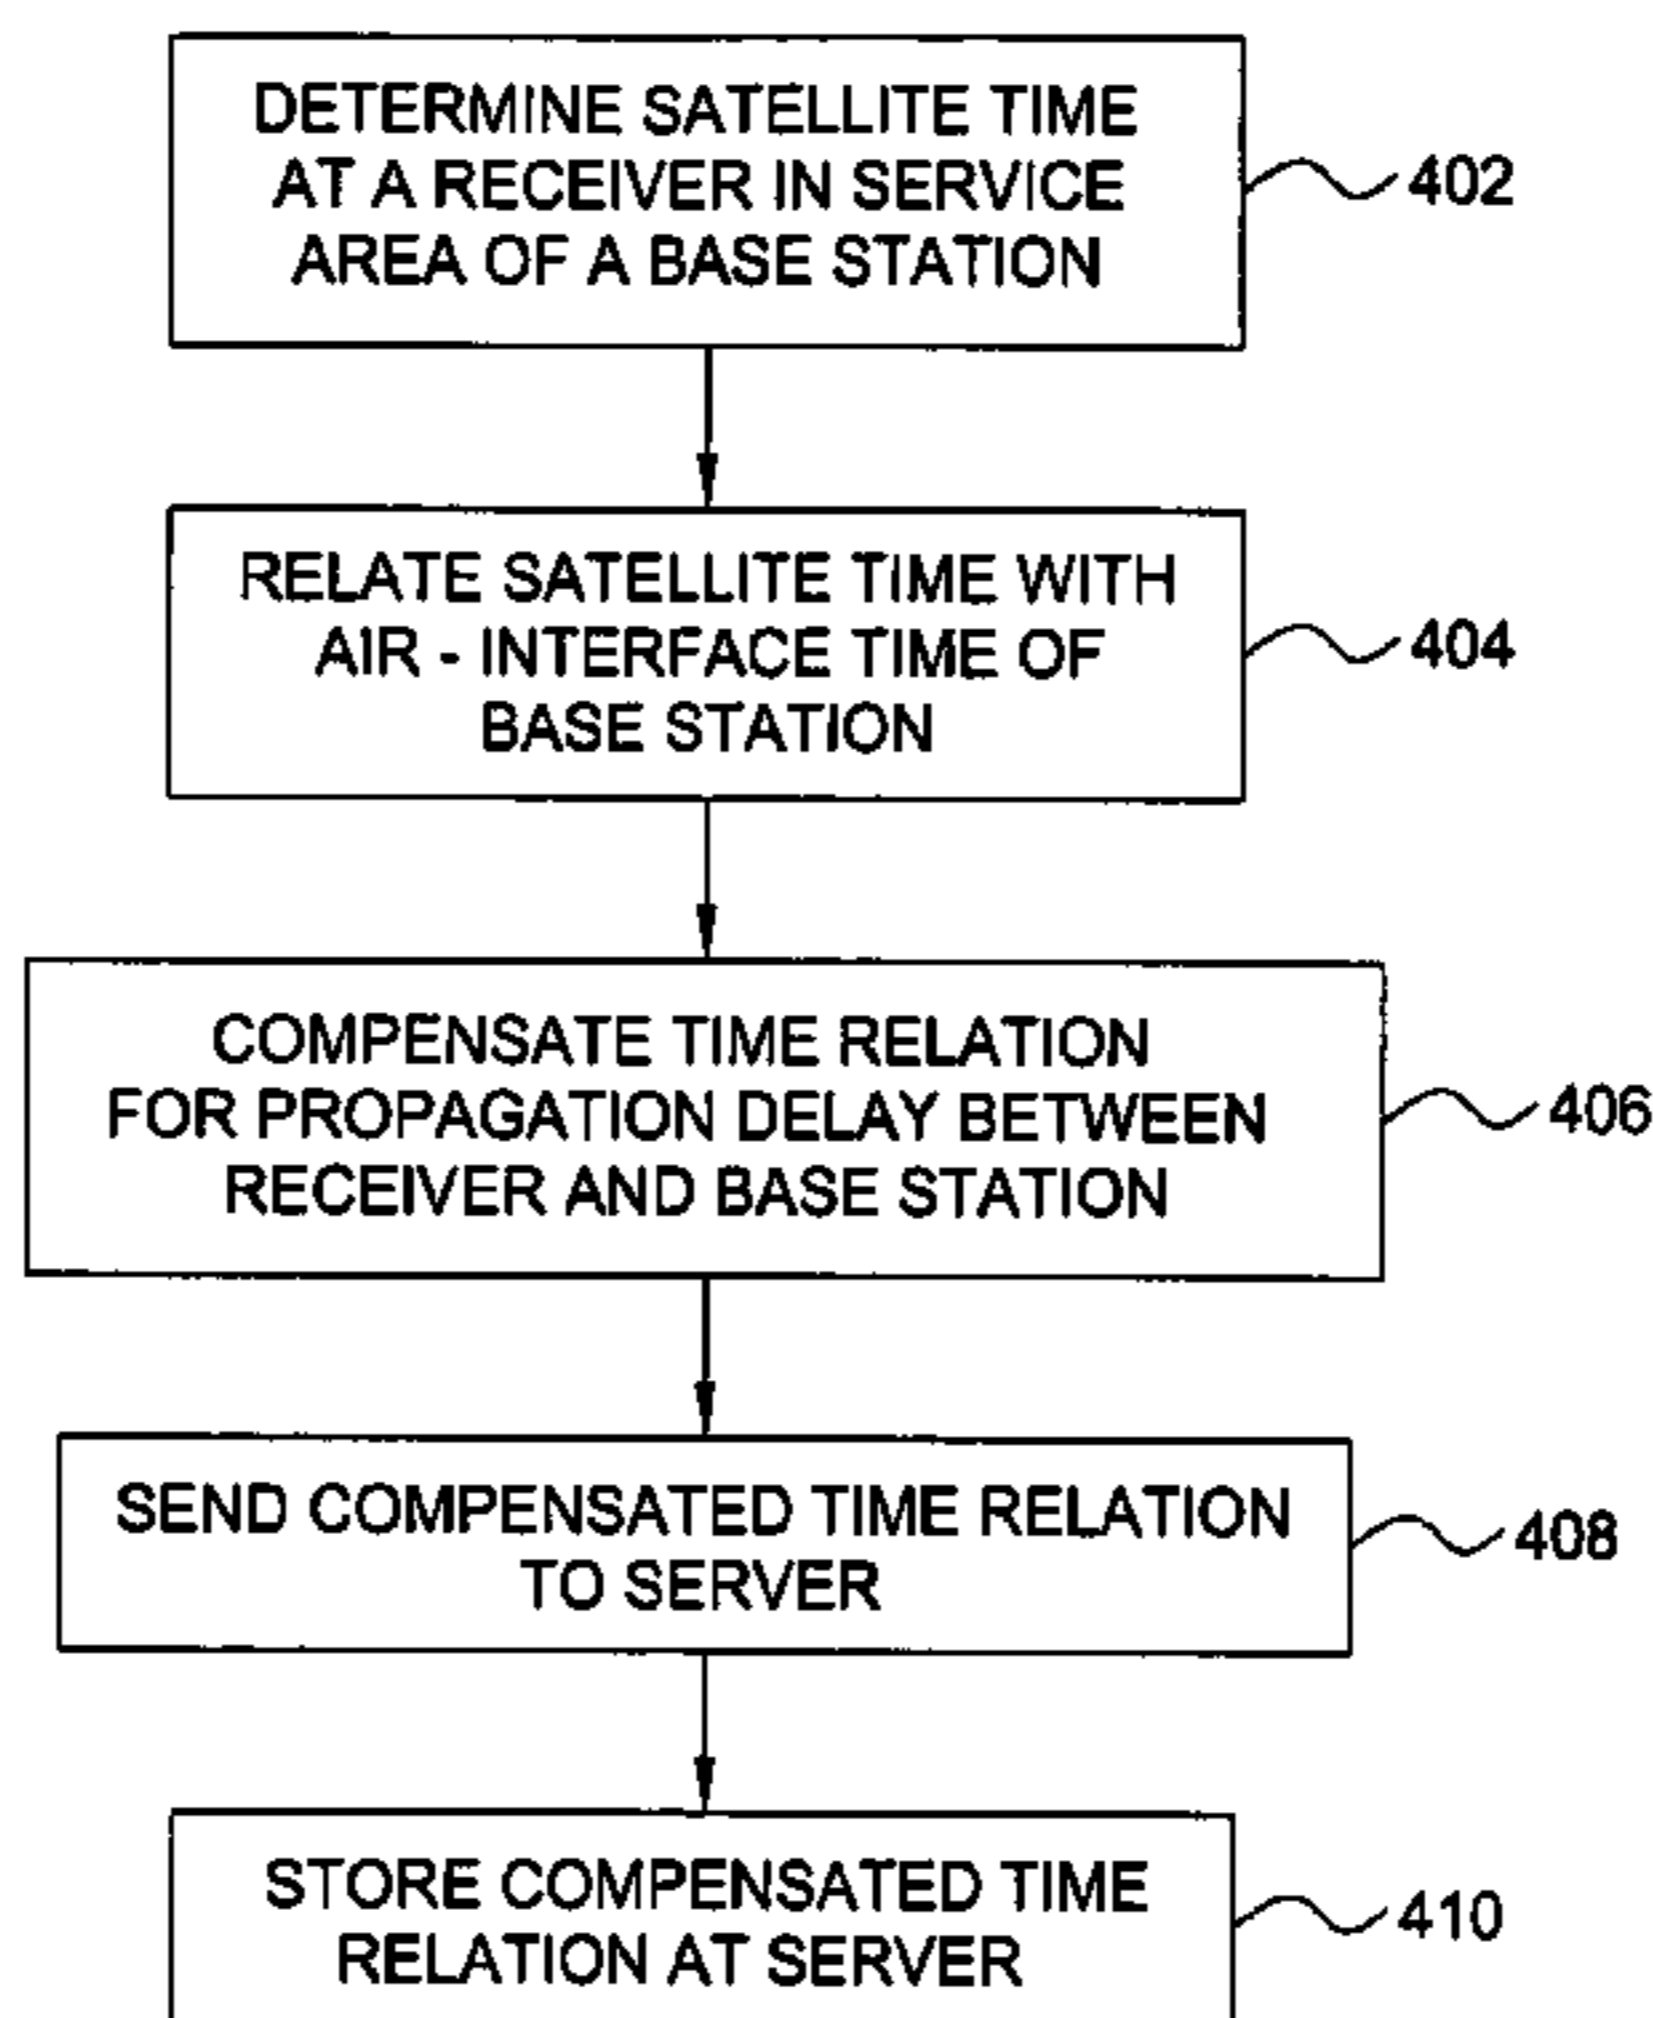 DETERMINE SATELLITE TIME
AT A RECEIVER IN SERVICE
AREA OF A BASE STATION
402
RELATE SATELLITE TIME WITH
AIR - INTERFACE TIME OF
BASE STATION
404
COMPENSATE TIME RELATION
FOR PROPAGATION DELAY BETWEEN
RECEIVER AND BASE STATION
406
SEND COMPENSATED TIME RELATION
TO SERVER
408
STORE COMPENSATED TIME
RELATION AT SERVER
410